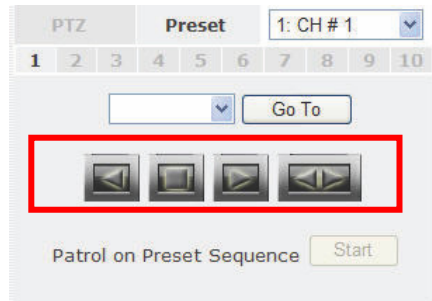 PTZ Preset 1: CH # 1
1 2 3 4 5 6 7 8 9 10
Go To
Patrol on Preset Sequence Start